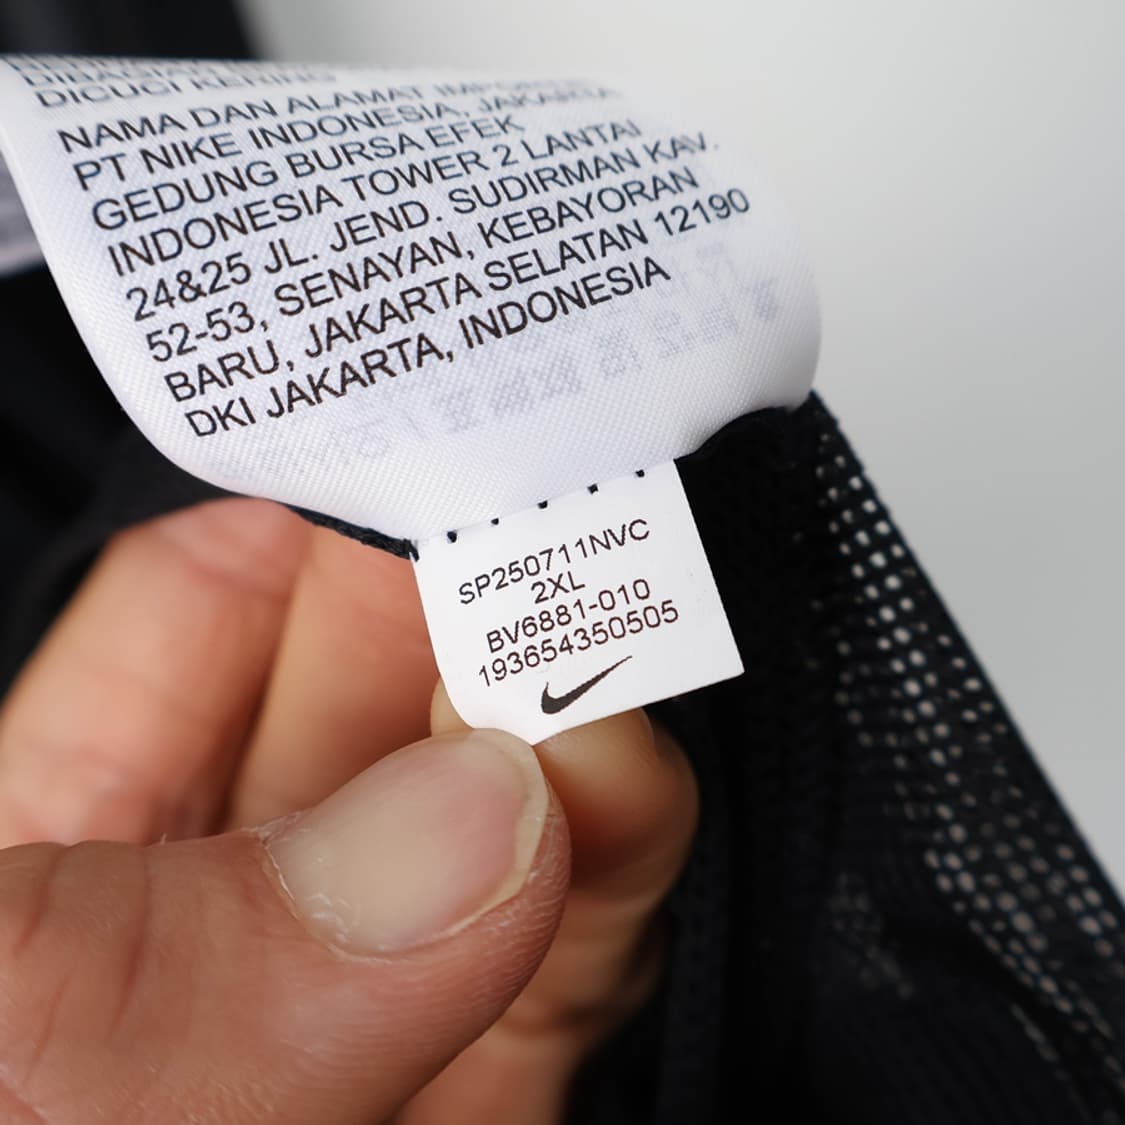 DICUCI KERING
NAMA DAN ALAMAT IMPORTIR
PT NIKE INDONESIA, JAKARTA
GEDUNG BURSA EFEK
INDONESIA TOWER 2 LANTAI
24&25 JL. JEND. SUDIRMAN KAV.
52-53, SENAYAN, KEBAYORAN
BARU, JAKARTA SELATAN 12190
DKI JAKARTA, INDONESIA
SP250711NVC
2XL
BV6881-010
193654350505